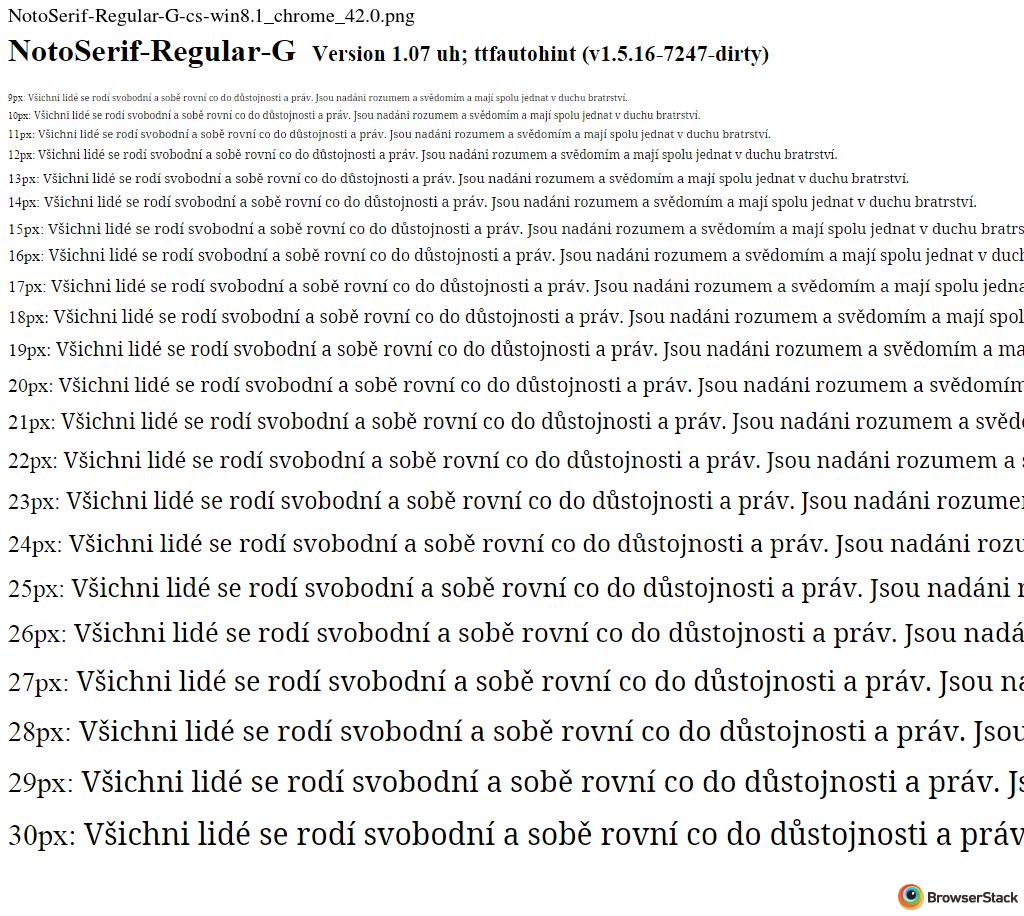 NotoSerif-Regular-G-cs-win8.1_chrome_42.0.png
NotoSerif-Regular-G Version 1.07 uh; ttfautohint (v1.5.16-7247-dirty)
9px: Všichni lidé se rodí svobodní a sobě rovní co do důstojnosti a práv. Jsou nadáni rozumem a svědomím a mají spolu jednat v duchu bratrství.
10px: Všichni lidé se rodí svobodní a sobě rovní co do důstojnosti a práv. Jsou nadáni rozumem a svědomím a mají spolu jednat v duchu bratrství.
11px: Všichni lidé se rodí svobodní a sobě rovní co do důstojnosti a práv. Jsou nadáni rozumem a svědomím a mají spolu jednat v duchu bratrství.
12px: Všichni lidé se rodí svobodní a sobě rovní co do důstojnosti a práv. Jsou nadáni rozumem a svědomím a mají spolu jednat v duchu bratrství.
13px: Všichni lidé se rodí svobodní a sobě rovní co do důstojnosti a práv. Jsou nadáni rozumem a svědomím a mají spolu jednat v duchu bratrství.
14px: Všichni lidé se rodí svobodní a sobě rovní co do důstojnosti a práv. Jsou nadáni rozumem a svědomím a mají spolu jednat v duchu bratrství.
15px: Všichni lidé se rodí svobodní a sobě rovní co do důstojnosti a práv. Jsou nadáni rozumem a svědomím a mají spolu jednat v duchu bratrs
16px: Všichni lidé se rodí svobodní a sobě rovní co do důstojnosti a práv. Jsou nadáni rozumem a svědomím a mají spolu jednat v duch
17px: Všichni lidé se rodí svobodní a sobě rovní co do důstojnosti a práv. Jsou nadáni rozumem a svědomím a mají spolu jedna
18px: Všichni lidé se rodí svobodní a sobě rovní co do důstojnosti a práv. Jsou nadáni rozumem a svědomím a mají spol
19px: Všichni lidé se rodí svobodní a sobě rovní co do důstojnosti a práv. Jsou nadáni rozumem a svědomím a ma
20px: Všichni lidé se rodí svobodní a sobě rovní co do důstojnosti a práv. Jsou nadáni rozumem a svědomím
21px: Všichni lidé se rodí svobodní a sobě rovní co do důstojnosti a práv. Jsou nadáni rozumem a svědo
22px: Všichni lidé se rodí svobodní a sobě rovní co do důstojnosti a práv. Jsou nadáni rozumem a s
23px: Všichni lidé se rodí svobodní a sobě rovní co do důstojnosti a práv. Jsou nadáni rozumem
24px: Všichni lidé se rodí svobodní a sobě rovní co do důstojnosti a práv. Jsou nadáni rozu
25px: Všichni lidé se rodí svobodní a sobě rovní co do důstojnosti a práv. Jsou nadáni r
26px: Všichni lidé se rodí svobodní a sobě rovní co do důstojnosti a práv. Jsou nadá
27px: Všichni lidé se rodí svobodní a sobě rovní co do důstojnosti a práv. Jsou na
28px: Všichni lidé se rodí svobodní a sobě rovní co do důstojnosti a práv. Jsou
29px: Všichni lidé se rodí svobodní a sobě rovní co do důstojnosti a práv. Js
30px: Všichni lidé se rodí svobodní a sobě rovní co do důstojnosti a práv
BrowserStack